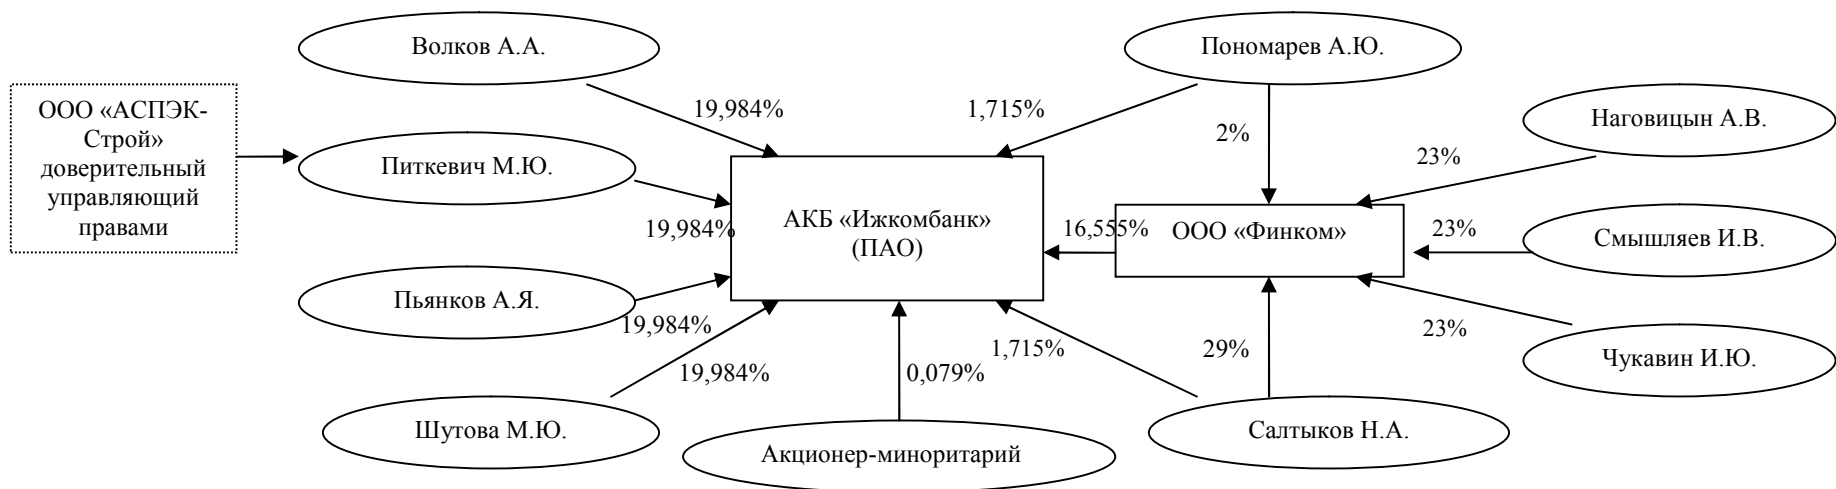 Волков А.А.
Пономарев А.Ю.
ООО «АСПЭК-
Строй»
доверительный
управляющий
правами
19,984%
1,715%
2%
Наговицын А.В.
23%
Питкевич М.Ю.
19,984%
АКБ «Ижкомбанк»
(ПАО)
16,555%
ООО «Финком»
23%
Смышляев И.В.
Пьянков А.Я.
19,984%
23%
Чукавин И.Ю.
19,984%
0,079%
1,715%
29%
Шутова М.Ю.
Акционер-миноритарий
Салтыков Н.А.